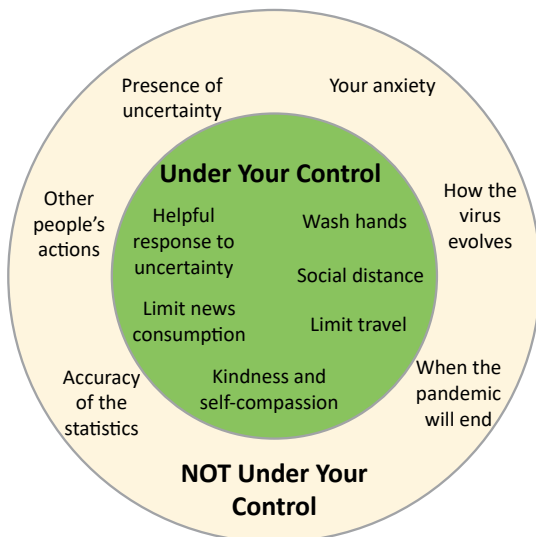 Presence of
uncertainty
Your anxiety
Under Your Control
Other
people's
actions
Helpful
response to
uncertainty
Wash hands
How the
virus
evolves
Social distance
Limit news
consumption
Limit travel
Accuracy
of the
statistics
Kindness and
self-compassion
When the
pandemic
will end
NOT Under Your
Control